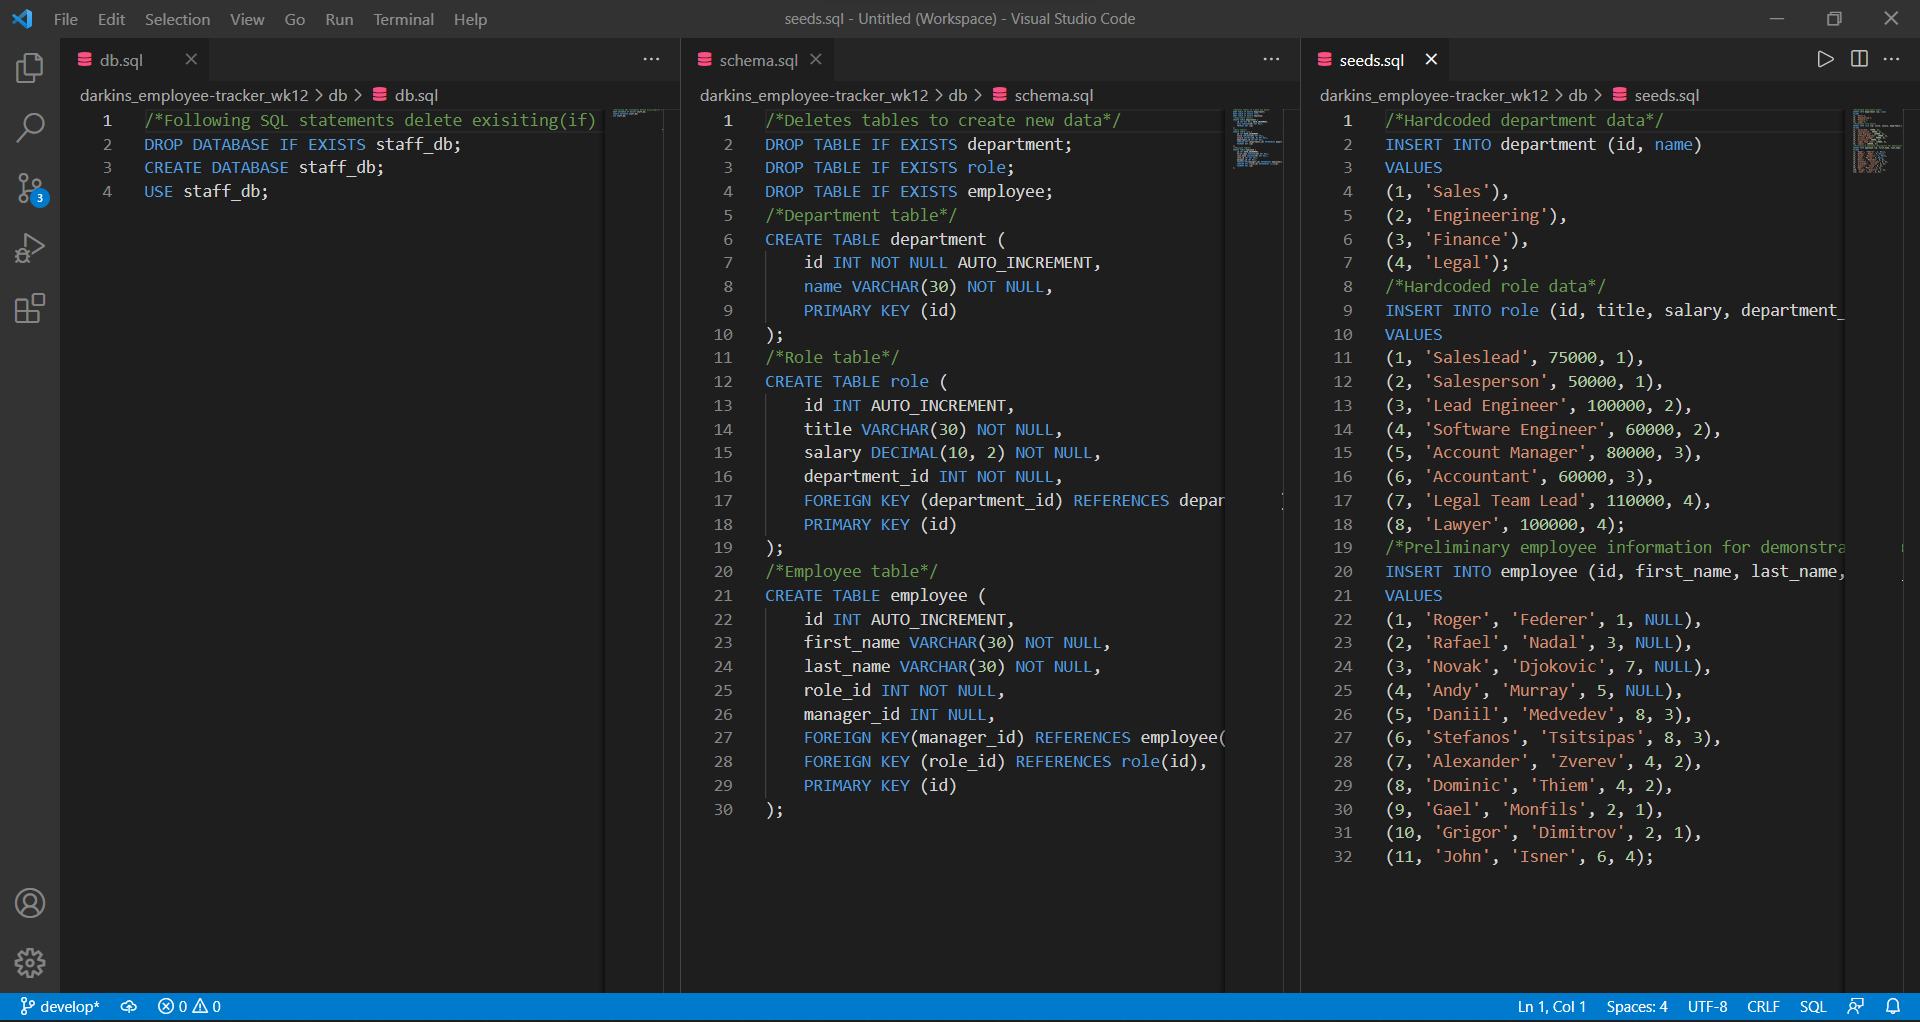 File Edit Selection View Go Run Terminal Help
seeds.sql - Untitled (Workspace) - Visual Studio Code
db.sql
darkins_employee-tracker_wk12 > db > db.sql
1 /*Following SQL statements delete exisiting(if)
2 DROP DATABASE IF EXISTS staff_db;
3 CREATE DATABASE staff_db;
4 USE staff_db;
schema.sql
darkins_employee-tracker_wk12 > db > schema.sql
1 /*Deletes tables to create new data*/
2 DROP TABLE IF EXISTS department;
3 DROP TABLE IF EXISTS role;
4 DROP TABLE IF EXISTS employee;
5 /*Department table*/
6 CREATE TABLE department (
7 id INT NOT NULL AUTO_INCREMENT,
8 name VARCHAR(30) NOT NULL,
9 PRIMARY KEY (id)
10 );
11 /*Role table*/
12 CREATE TABLE role (
13 id INT AUTO_INCREMENT,
14 title VARCHAR(30) NOT NULL,
15 salary DECIMAL(10, 2) NOT NULL,
16 department_id INT NOT NULL,
17 FOREIGN KEY (department_id) REFERENCES depar
18 PRIMARY KEY (id)
19 );
20 /*Employee table*/
21 CREATE TABLE employee (
22 id INT AUTO_INCREMENT,
23 first_name VARCHAR(30) NOT NULL,
24 last_name VARCHAR(30) NOT NULL,
25 role_id INT NOT NULL,
26 manager_id INT NULL,
27 FOREIGN KEY(manager_id) REFERENCES employee(
28 FOREIGN KEY (role_id) REFERENCES role(id),
29 PRIMARY KEY (id)
30 );
seeds.sql
darkins_employee-tracker_wk12 > db > seeds.sql
1 /*Hardcoded department data*/
2 INSERT INTO department (id, name)
3 VALUES
4 (1, 'Sales'),
5 (2, 'Engineering'),
6 (3, 'Finance'),
7 (4, 'Legal');
8 /*Hardcoded role data*/
9 INSERT INTO role (id, title, salary, department_
10 VALUES
11 (1, 'Saleslead', 75000, 1),
12 (2, 'Salesperson', 50000, 1),
13 (3, 'Lead Engineer', 100000, 2),
14 (4, 'Software Engineer', 60000, 2),
15 (5, 'Account Manager', 80000, 3),
16 (6, 'Accountant', 60000, 3),
17 (7, 'Legal Team Lead', 110000, 4),
18 (8, 'Lawyer', 100000, 4);
19 /*Preliminary employee information for demonstra
20 INSERT INTO employee (id, first_name, last_name,
21 VALUES
22 (1, 'Roger', 'Federer', 1, NULL),
23 (2, 'Rafael', 'Nadal', 3, NULL),
24 (3, 'Novak', 'Djokovic', 7, NULL),
25 (4, 'Andy', 'Murray', 5, NULL),
26 (5, 'Daniil', 'Medvedev', 8, 3),
27 (6, 'Stefanos', 'Tsitsipas', 8, 3),
28 (7, 'Alexander', 'Zverev', 4, 2),
29 (8, 'Dominic', 'Thiem', 4, 2),
30 (9, 'Gael', 'Monfils', 2, 1),
31 (10, 'Grigor', 'Dimitrov', 2, 1),
32 (11, 'John', 'Isner', 6, 4);
3
develop* 0 0 Ln 1, Col 1 Spaces: 4 UTF-8 CRLF SQL